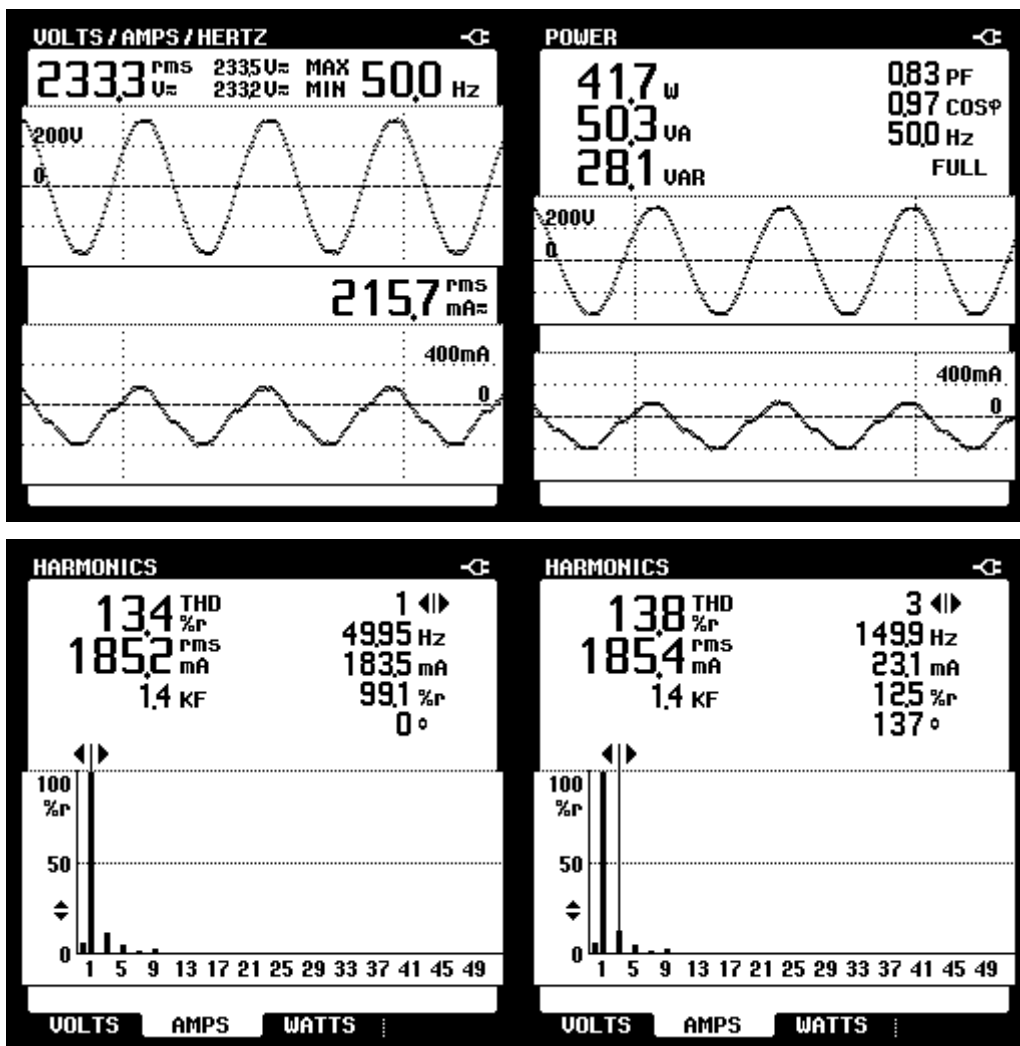 VOLTS/AMPS/HERTZ
233.3 rms V≂ 233.5 V≂ MAX 50.0 Hz
233.2 V≂ MIN
200V
0
215.7 rms mA≂
400mA
0
POWER
41.7 W 0.83 PF
50.3 VA 0.97 COSφ
28.1 VAR 50.0 Hz
FULL
200V
0
400mA
0
HARMONICS
13.4 THD %r 1
185.2 rms mA 49.95 Hz
1.4 KF 183.5 mA
99.1 %r
0 °
100
%r
50
0
1 5 9 13 17 21 25 29 33 37 41 45 49
VOLTS AMPS WATTS
HARMONICS
13.8 THD %r 3
185.4 rms mA 149.9 Hz
1.4 KF 23.1 mA
12.5 %r
137 °
100
%r
50
0
1 5 9 13 17 21 25 29 33 37 41 45 49
VOLTS AMPS WATTS